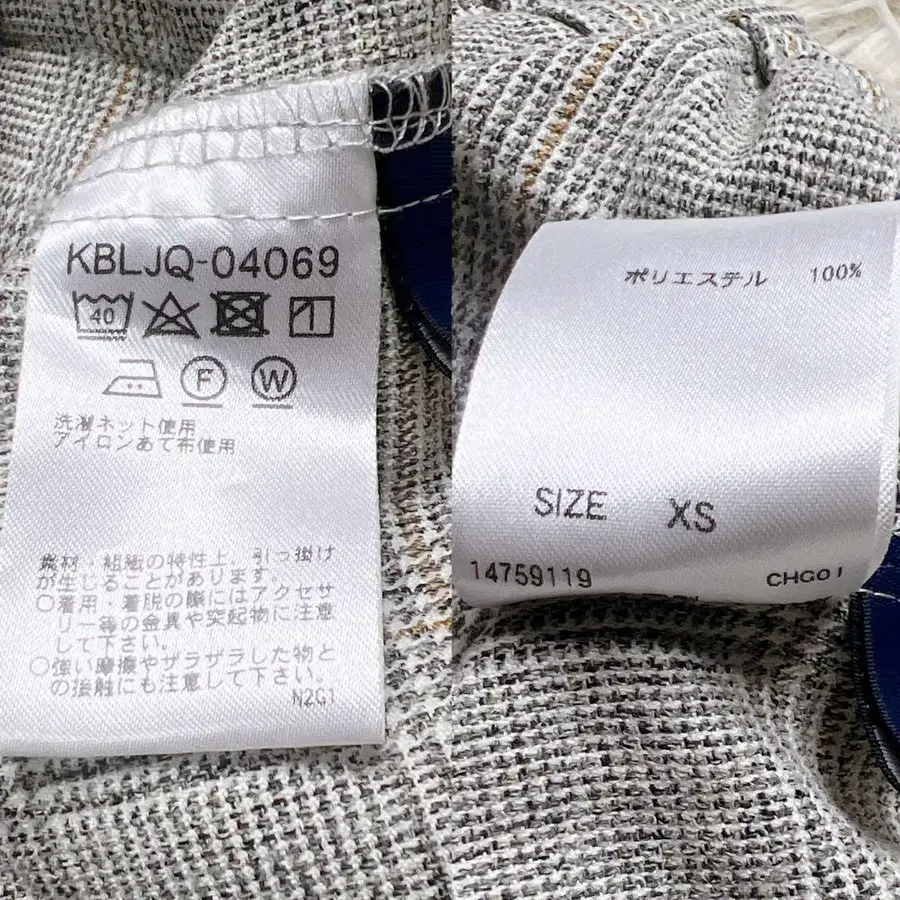 KBLJQ-04069
40
F W
洗濯ネット使用
アイロンあて布使用
素材・組織の特性上、引っ掛け
が生じることがあります。
○着用・着脱の際にはアクセサ
リー等の金具や突起物に注意
して下さい。
○強い摩擦やザラザラした物と
の接触にも注意して下さい。
N2G1
ポリエステル 100%
SIZE XS
14759119 CHG01